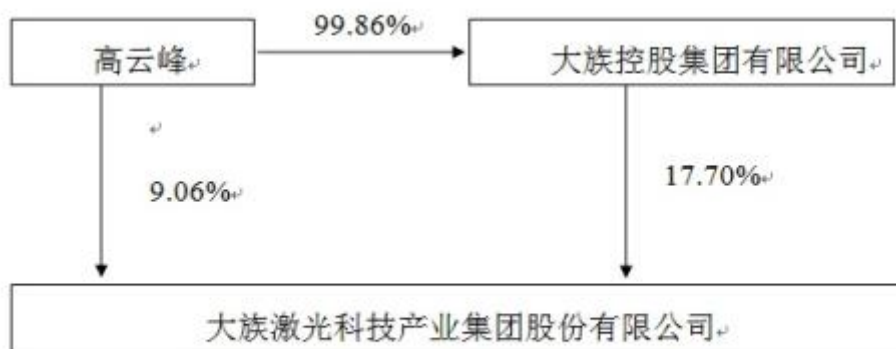 99.86%
高云峰
大族控股集团有限公司
9.06%
17.70%
大族激光科技产业集团股份有限公司